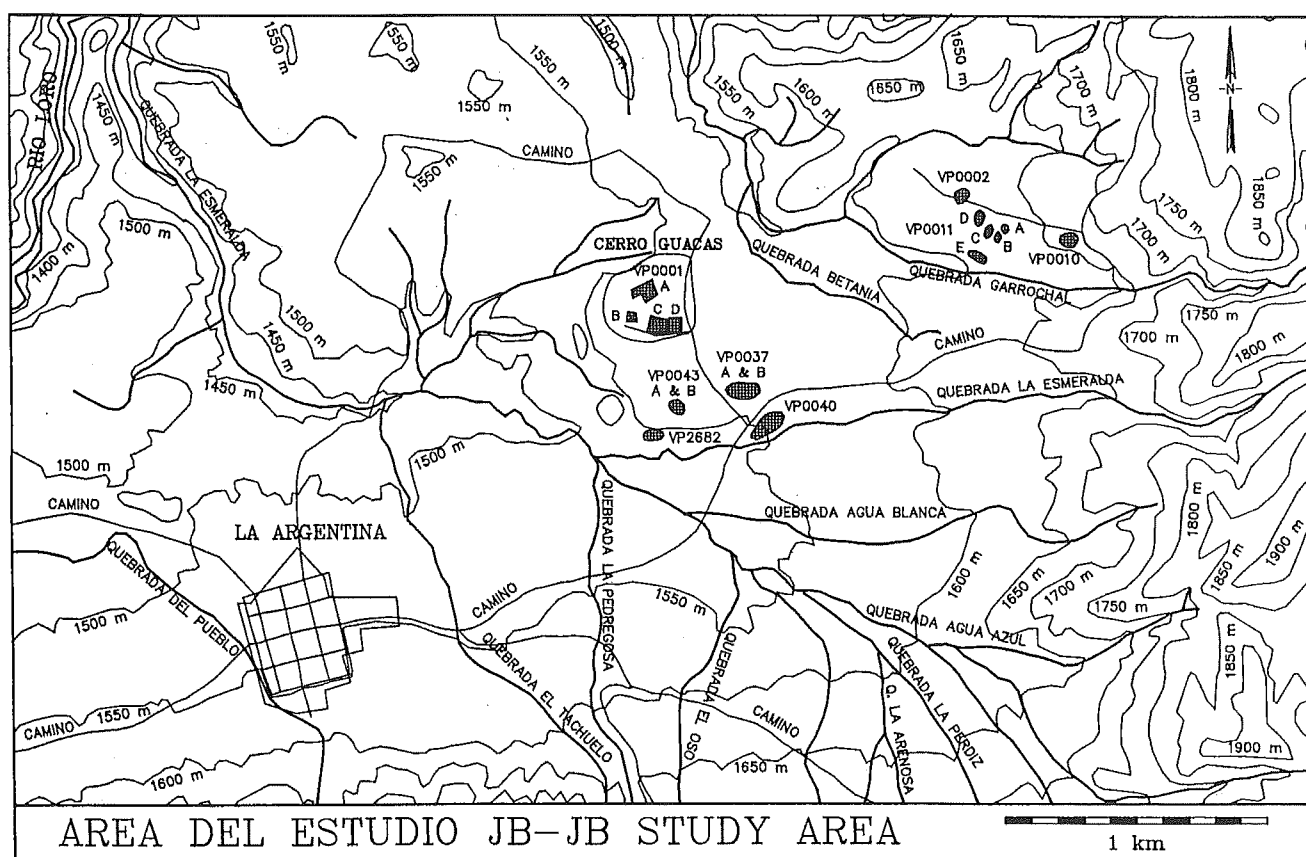 1550 m
1550 m
1550 m
1500 m
1650 m
1700 m
1800 m
N
RIO LORO
1450 m
QUEBRADA LA ESMERALDA
1550 m
1550 m
1600 m
1650 m
CAMINO
1550 m
VP0002
1850 m
1500 m
1400 m
D
A
VP0011
C
B
E
VP0010
1750 m
1700 m
CERRO GUACAS
VP0001
A
B
C D
QUEBRADA BETANIA
QUEBRADA GARROCHAL
1500 m
1450 m
1450 m
CAMINO
1750 m
1700 m
1800 m
VP0037
A & B
VP0043
A & B
QUEBRADA LA ESMERALDA
VP0040
VP2682
1500 m
1500 m
CAMINO
LA ARGENTINA
QUEBRADA LA PEDREGOSA
QUEBRADA AGUA BLANCA
1800 m
1850 m
1900 m
QUEBRADA DEL PUEBLO
1500 m
CAMINO
1550 m
1600 m
1650 m
1700 m
1750 m
QUEBRADA AGUA AZUL
QUEBRADA EL TACHUELO
QUEBRADA EL OSO
QUEBRADA LA PERDIZ
Q. LA ARENOSA
1850 m
1550 m
CAMINO
CAMINO
1650 m
1600 m
1900 m
AREA DEL ESTUDIO JB-JB STUDY AREA
1 km